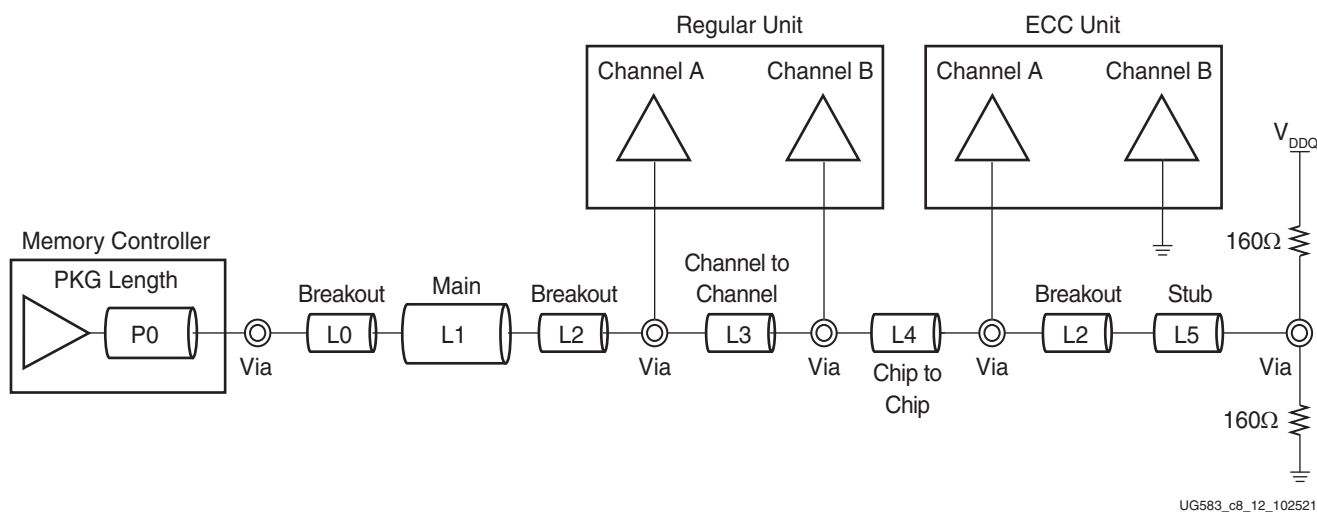 Regular Unit
ECC Unit
Channel A
Channel B
Channel A
Channel B
VDDQ
160Ω
Memory Controller
PKG Length
P0
Via
Breakout
L0
Main
L1
Breakout
L2
Via
Channel to
Channel
L3
Via
L4
Chip to
Chip
Via
Breakout
L2
Stub
L5
Via
160Ω
UG583_c8_12_102521